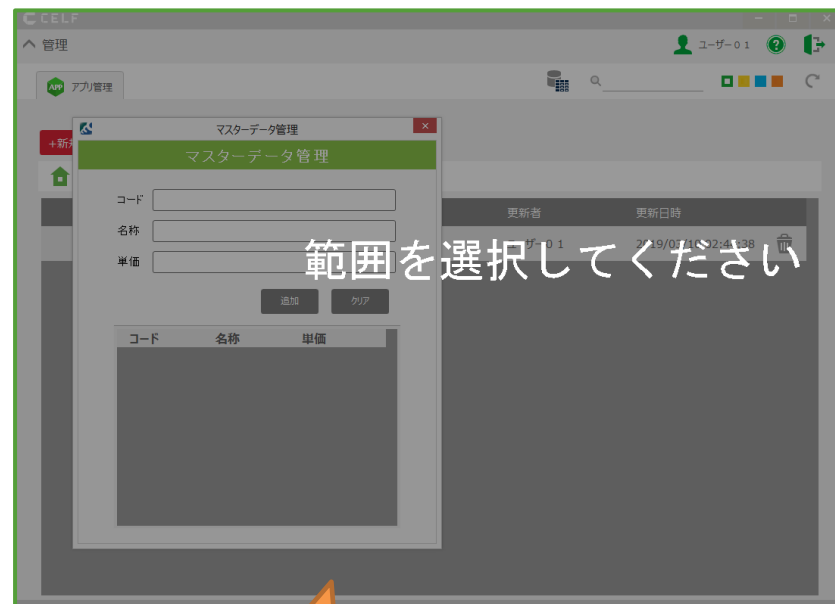 CELF
管理
ユーザー01
APP アプリ管理
+新規
マスターデータ管理
マスターデータ管理
コード
名称
単価
追加 クリア
コード 名称 単価
更新者 更新日時
ユーザー01
範囲を選択してください